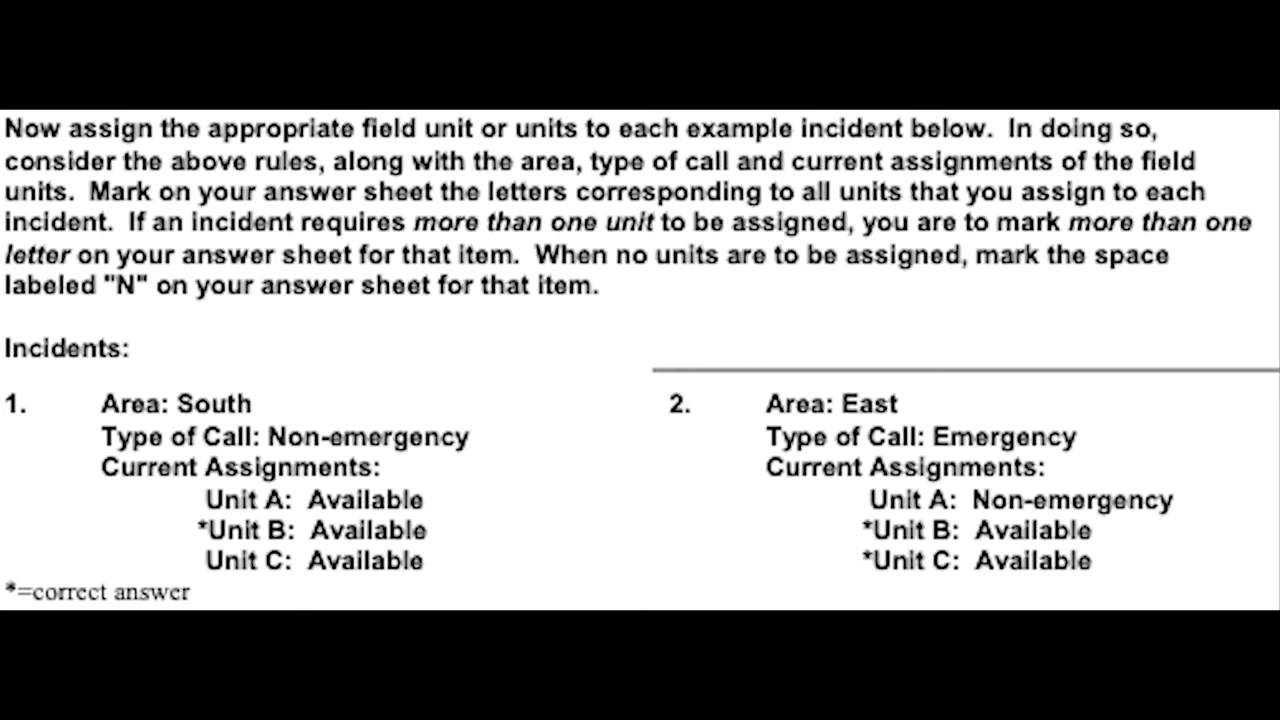 Now assign the appropriate field unit or units to each example incident below.  In doing so,
consider the above rules, along with the area, type of call and current assignments of the field
units.  Mark on your answer sheet the letters corresponding to all units that you assign to each
incident.  If an incident requires more than one unit to be assigned, you are to mark more than one
letter on your answer sheet for that item.  When no units are to be assigned, mark the space
labeled "N" on your answer sheet for that item.
Incidents:
1. Area: South
Type of Call: Non-emergency
Current Assignments:
Unit A: Available
*Unit B: Available
Unit C: Available
*=correct answer
2. Area: East
Type of Call: Emergency
Current Assignments:
Unit A: Non-emergency
*Unit B: Available
*Unit C: Available